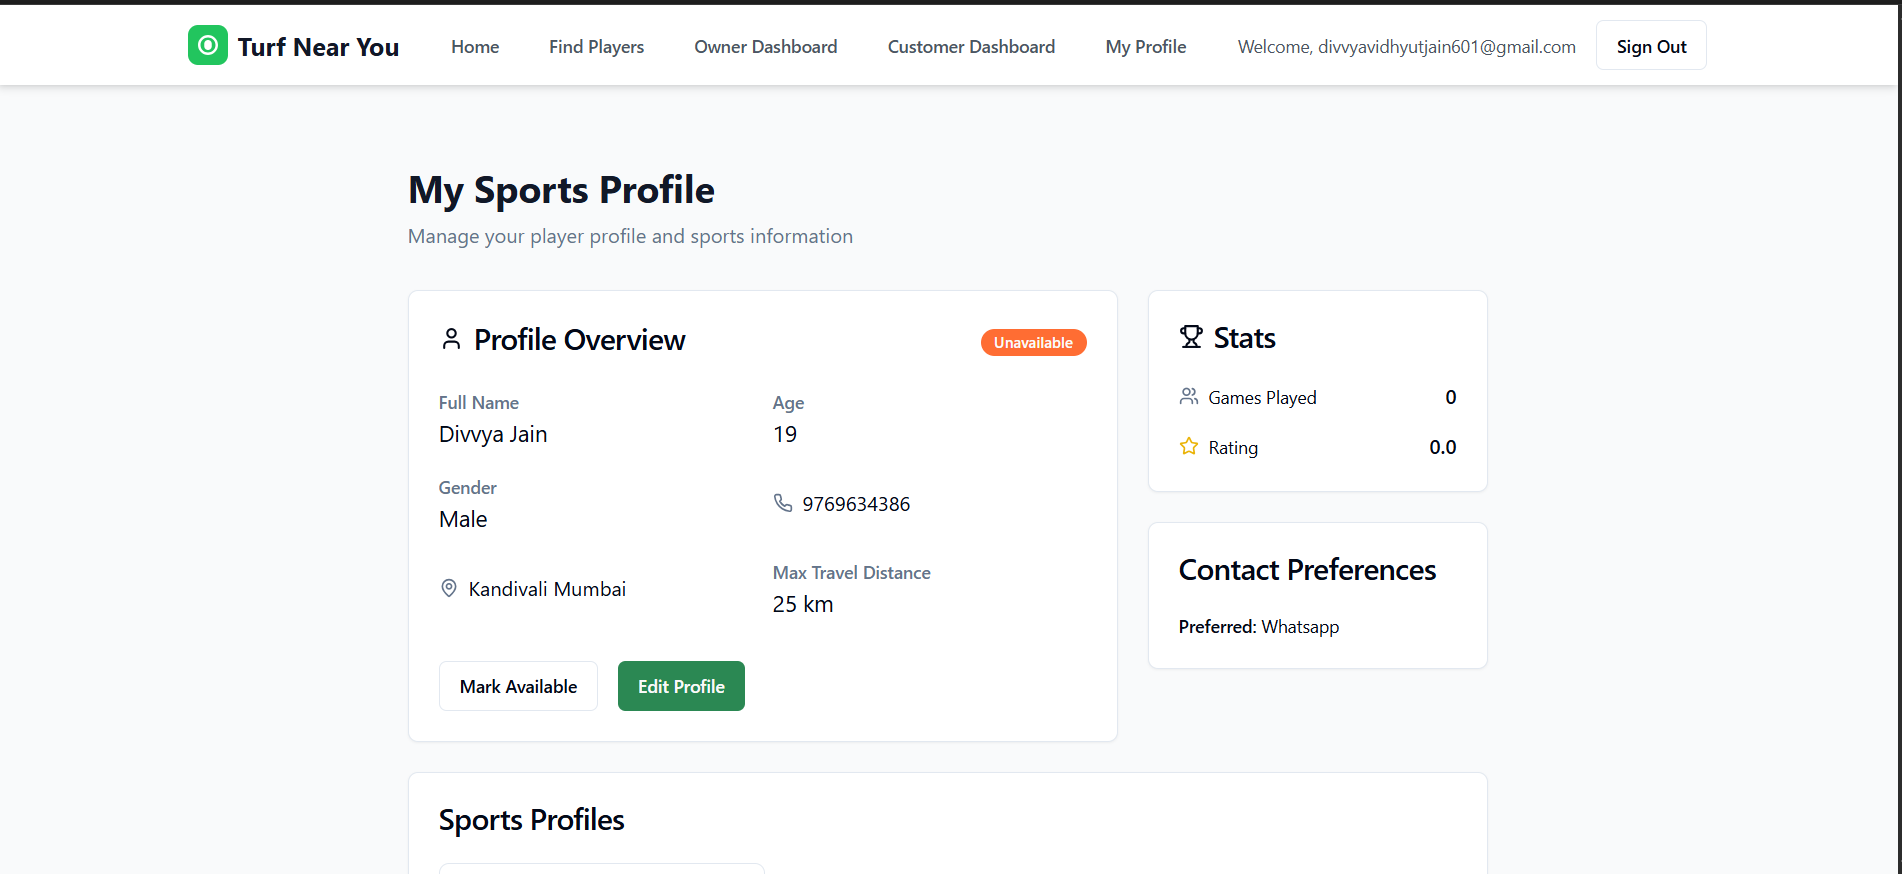 Turf Near You
Home
Find Players
Owner Dashboard
Customer Dashboard
My Profile
Welcome, divvyavidhyutjain601@gmail.com
Sign Out
My Sports Profile
Manage your player profile and sports information
Profile Overview
Unavailable
Full Name
Divvya Jain
Age
19
Gender
Male
9769634386
Kandivali Mumbai
Max Travel Distance
25 km
Mark Available
Edit Profile
Stats
Games Played
0
Rating
0.0
Contact Preferences
Preferred: Whatsapp
Sports Profiles